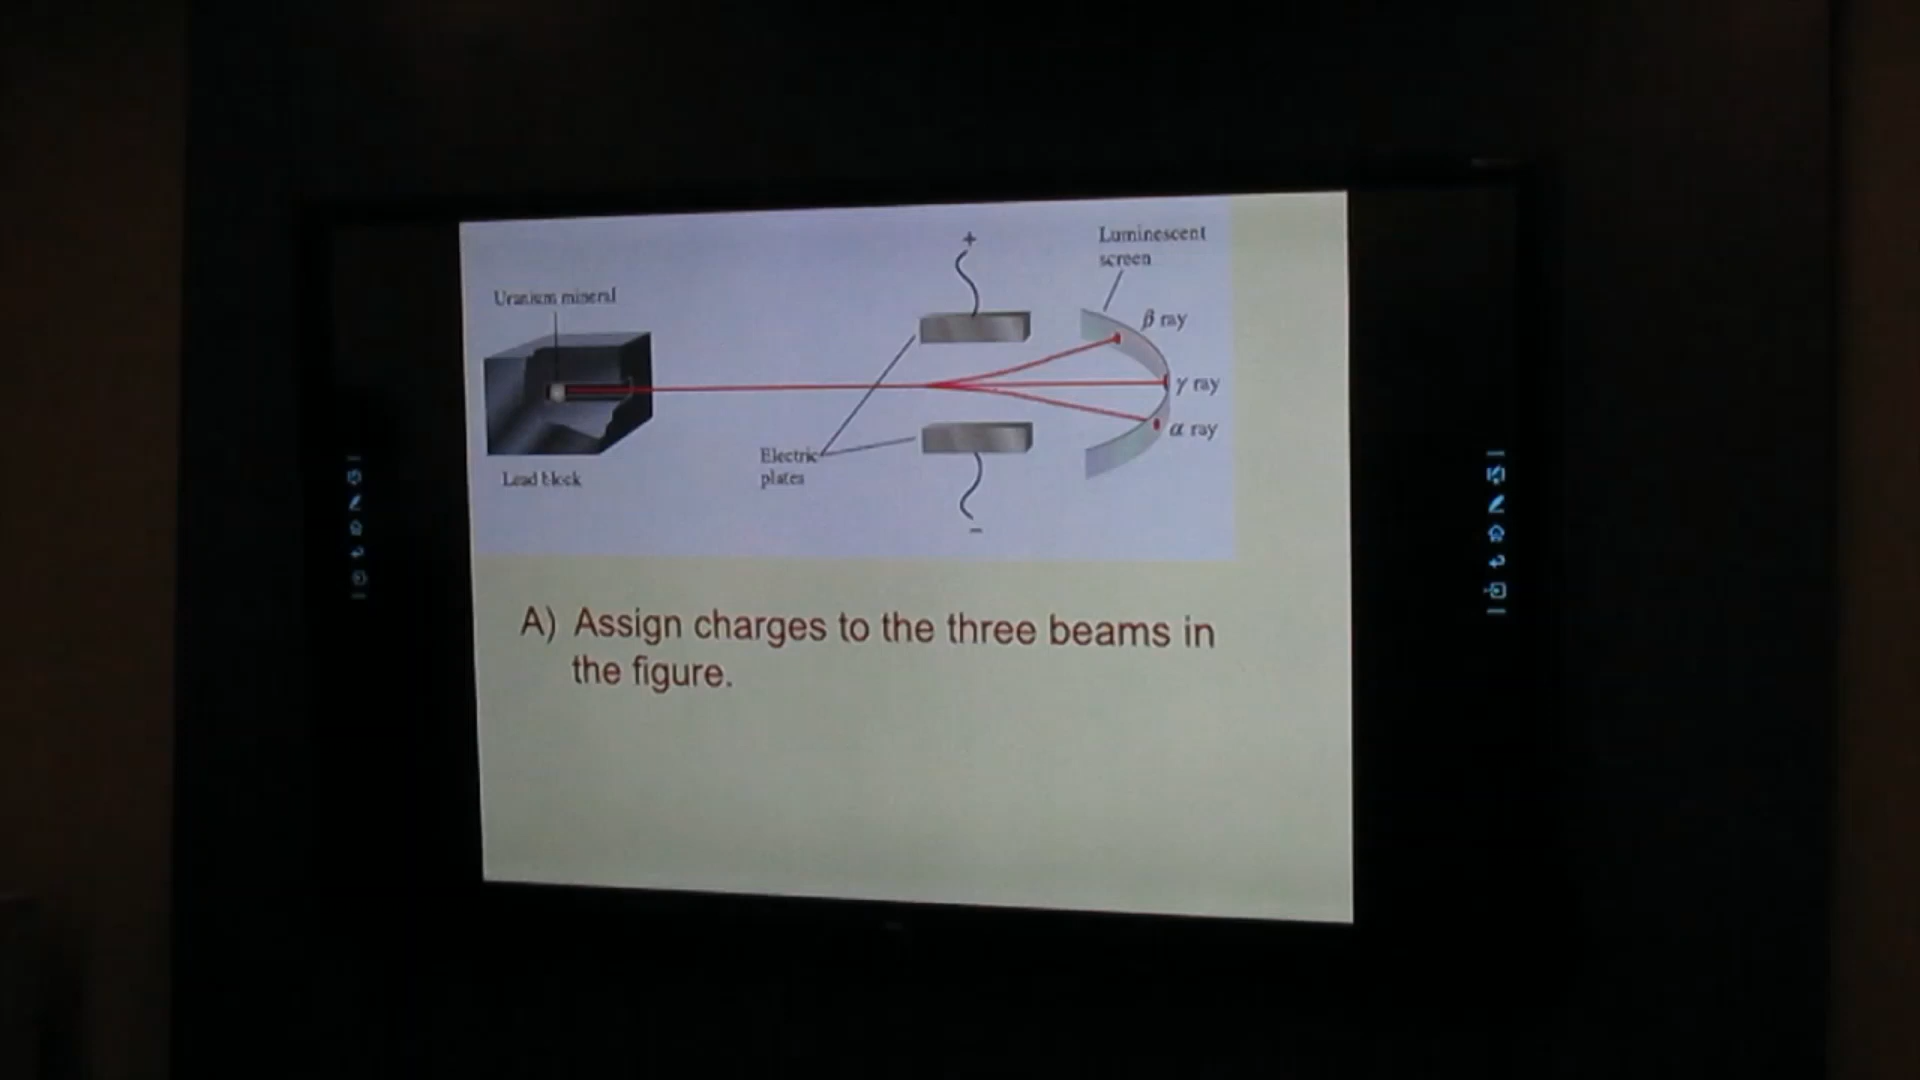 +
Luminescent
screen
Uranium mineral
β ray
γ ray
α ray
Electric
plates
Lead block
−
A) Assign charges to the three beams in
the figure.